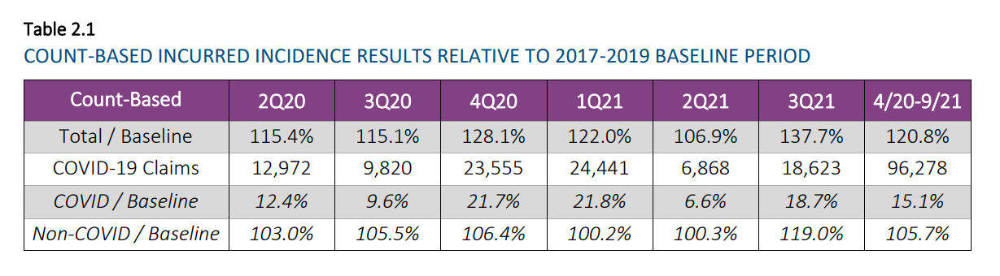 Table 2.1
COUNT-BASED INCURRED INCIDENCE RESULTS RELATIVE TO 2017-2019 BASELINE PERIOD
Count-Based 2Q20 3Q20 4Q20 1Q21 2Q21 3Q21 4/20-9/21
Total / Baseline 115.4% 115.1% 128.1% 122.0% 106.9% 137.7% 120.8%
COVID-19 Claims 12,972 9,820 23,555 24,441 6,868 18,623 96,278
COVID / Baseline 12.4% 9.6% 21.7% 21.8% 6.6% 18.7% 15.1%
Non-COVID / Baseline 103.0% 105.5% 106.4% 100.2% 100.3% 119.0% 105.7%